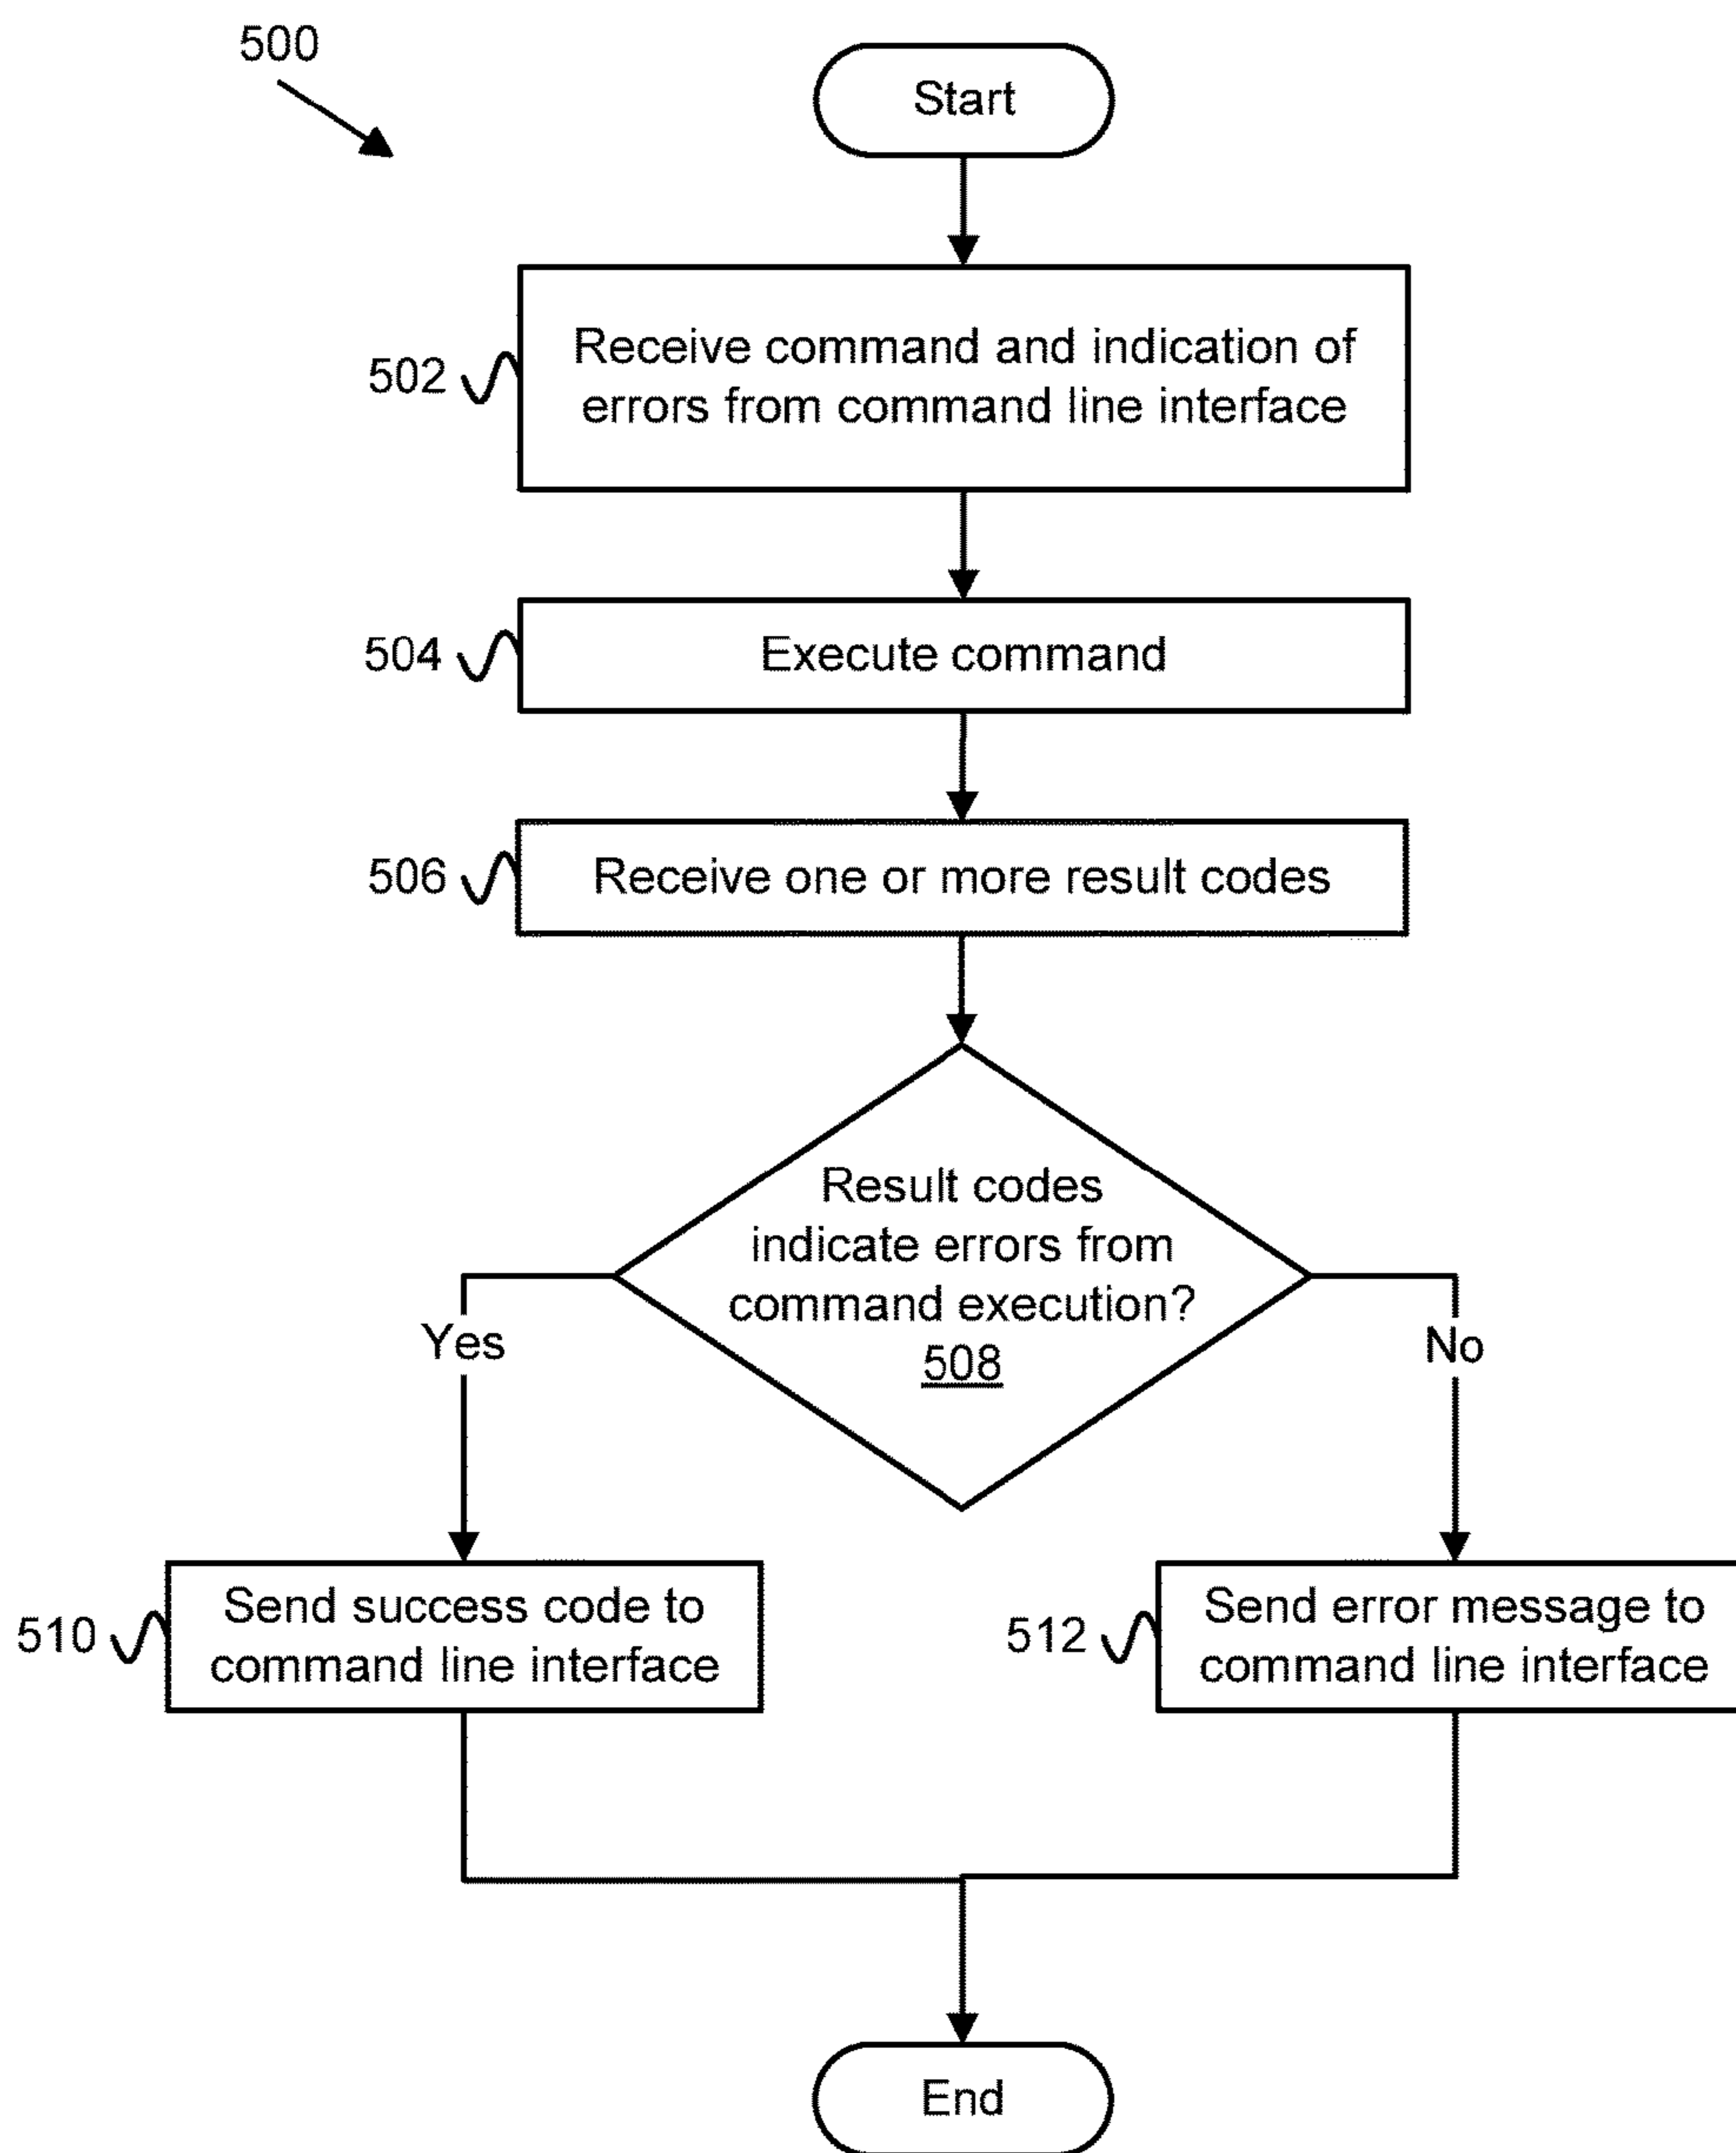 500
Start
502
Receive command and indication of
errors from command line interface
504
Execute command
506
Receive one or more result codes
Result codes
indicate errors from
command execution?
508
Yes
No
510
Send success code to
command line interface
512
Send error message to
command line interface
End